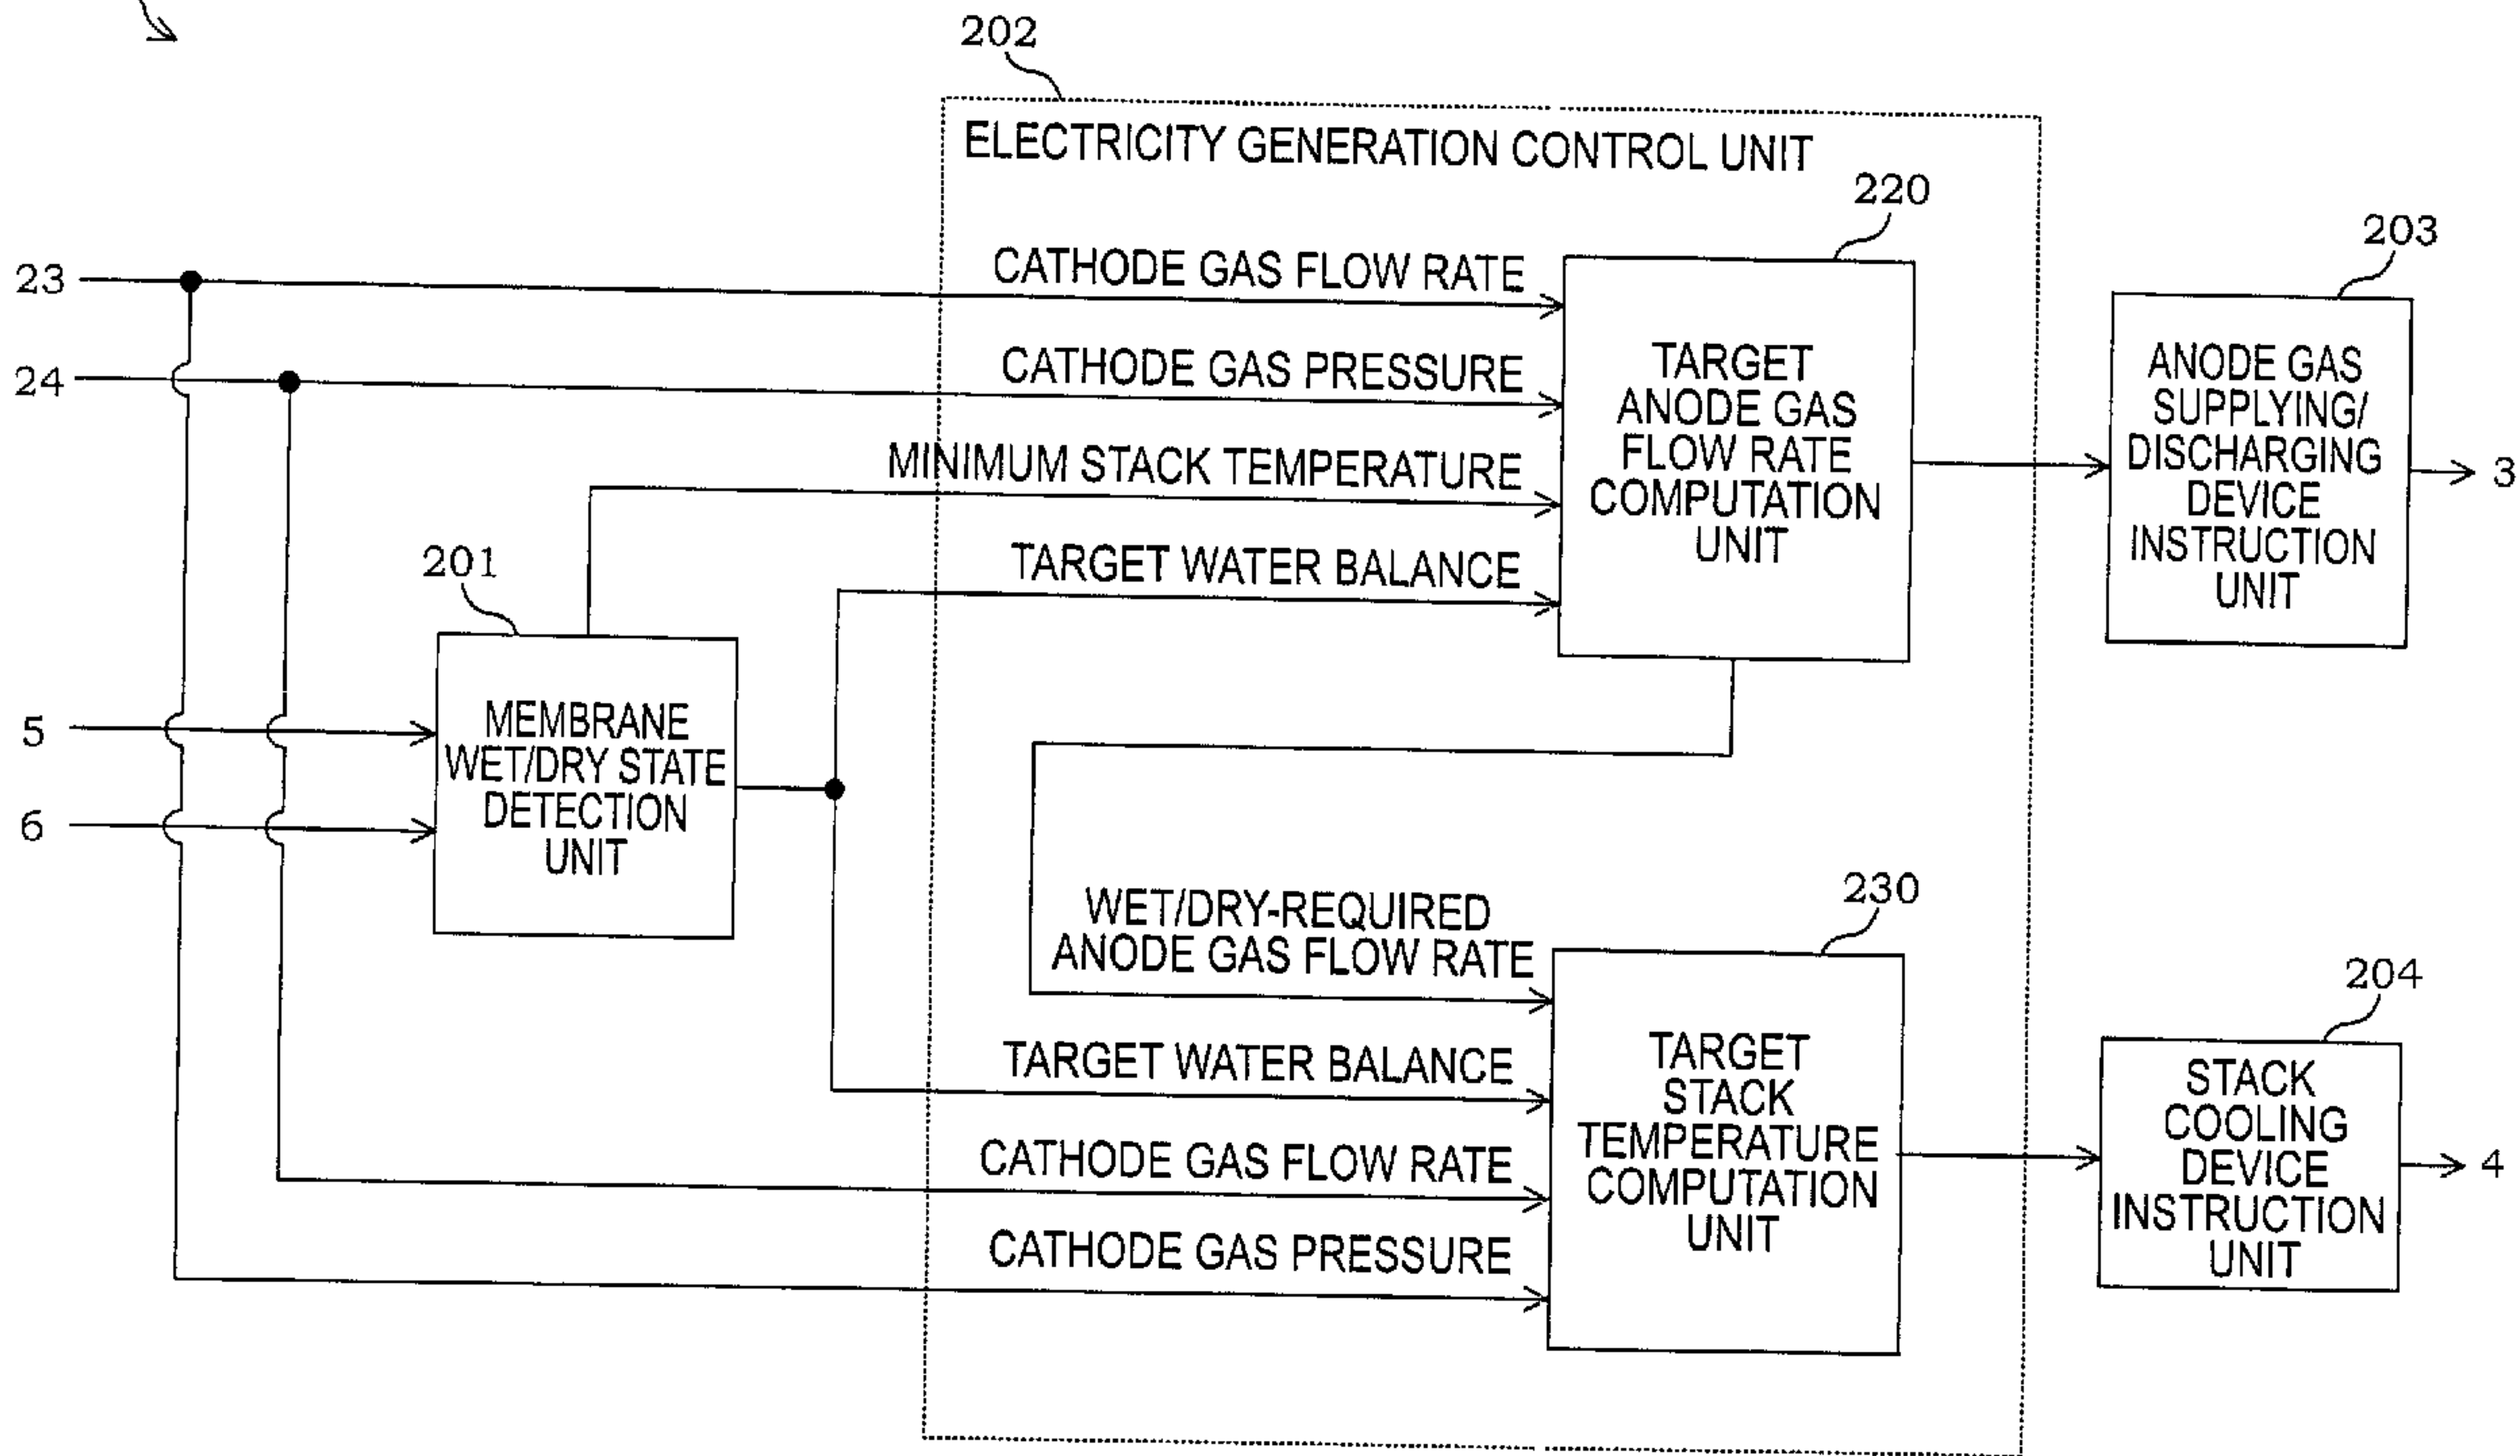 202
ELECTRICITY GENERATION CONTROL UNIT
220
203
23
CATHODE GAS FLOW RATE
24
CATHODE GAS PRESSURE
MINIMUM STACK TEMPERATURE
TARGET WATER BALANCE
TARGET
ANODE GAS
FLOW RATE
COMPUTATION
UNIT
ANODE GAS
SUPPLYING/
DISCHARGING
DEVICE
INSTRUCTION
UNIT
3
201
5
6
MEMBRANE
WET/DRY STATE
DETECTION
UNIT
230
WET/DRY-REQUIRED
ANODE GAS FLOW RATE
TARGET WATER BALANCE
CATHODE GAS FLOW RATE
CATHODE GAS PRESSURE
TARGET
STACK
TEMPERATURE
COMPUTATION
UNIT
204
STACK
COOLING
DEVICE
INSTRUCTION
UNIT
4